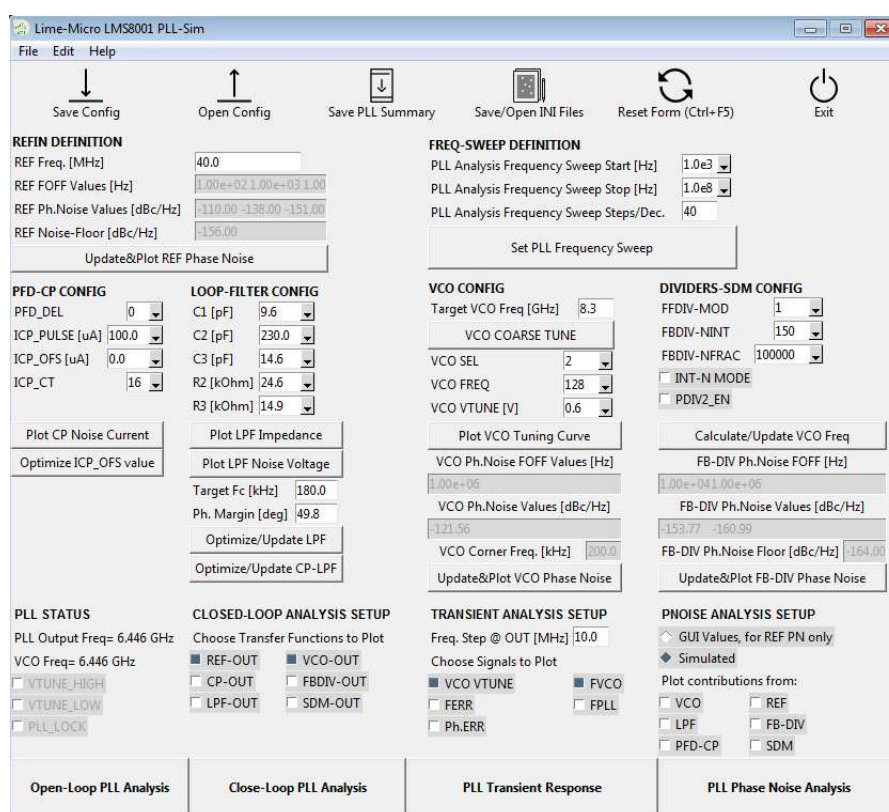 Lime-Micro LMS8001 PLL-Sim
File Edit Help
Save Config Open Config Save PLL Summary Save/Open INI Files Reset Form (Ctrl+F5) Exit
REFIN DEFINITION
REF Freq. [MHz] 40.0
REF FOFF Values [Hz] 1.00e+02 1.00e+03 1.00
REF Ph.Noise Values [dBc/Hz] -110.00 -138.00 -151.00
REF Noise-Floor [dBc/Hz] -156.00
Update&Plot REF Phase Noise
FREQ-SWEEP DEFINITION
PLL Analysis Frequency Sweep Start [Hz] 1.0e3
PLL Analysis Frequency Sweep Stop [Hz] 1.0e8
PLL Analysis Frequency Sweep Steps/Dec. 40
Set PLL Frequency Sweep
PFD-CP CONFIG
PFD_DEL 0
ICP_PULSE [uA] 100.0
ICP_OFS [uA] 0.0
ICP_CT 16
Plot CP Noise Current
Optimize ICP_OFS value
LOOP-FILTER CONFIG
C1 [pF] 9.6
C2 [pF] 230.0
C3 [pF] 14.6
R2 [kOhm] 24.6
R3 [kOhm] 14.9
Plot LPF Impedance
Plot LPF Noise Voltage
Target Fc [kHz] 180.0
Ph. Margin [deg] 49.8
Optimize/Update LPF
Optimize/Update CP-LPF
VCO CONFIG
Target VCO Freq [GHz] 8.3
VCO COARSE TUNE
VCO SEL 2
VCO FREQ 128
VCO VTUNE [V] 0.6
Plot VCO Tuning Curve
VCO Ph.Noise FOFF Values [Hz]
1.00e+06
VCO Ph.Noise Values [dBc/Hz]
-121.56
VCO Corner Freq. [kHz] 200.0
Update&Plot VCO Phase Noise
DIVIDERS-SDM CONFIG
FFDIV-MOD 1
FBDIV-NINT 150
FBDIV-NFRAC 100000
INT-N MODE
PDIV2_EN
Calculate/Update VCO Freq
FB-DIV Ph.Noise FOFF [Hz]
1.00e+041.00e+06
FB-DIV Ph.Noise Values [dBc/Hz]
-153.77 -160.99
FB-DIV Ph.Noise Floor [dBc/Hz] -164.00
Update&Plot FB-DIV Phase Noise
PLL STATUS
PLL Output Freq= 6.446 GHz
VCO Freq= 6.446 GHz
VTUNE_HIGH
VTUNE_LOW
PLL_LOCK
CLOSED-LOOP ANALYSIS SETUP
Choose Transfer Functions to Plot
REF-OUT VCO-OUT
CP-OUT FBDIV-OUT
LPF-OUT SDM-OUT
TRANSIENT ANALYSIS SETUP
Freq. Step @ OUT [MHz] 10.0
Choose Signals to Plot
VCO VTUNE FVCO
FERR FPLL
Ph.ERR
PNOISE ANALYSIS SETUP
GUI Values, for REF PN only
Simulated
Plot contributions from:
VCO REF
LPF FB-DIV
PFD-CP SDM
Open-Loop PLL Analysis Close-Loop PLL Analysis PLL Transient Response PLL Phase Noise Analysis